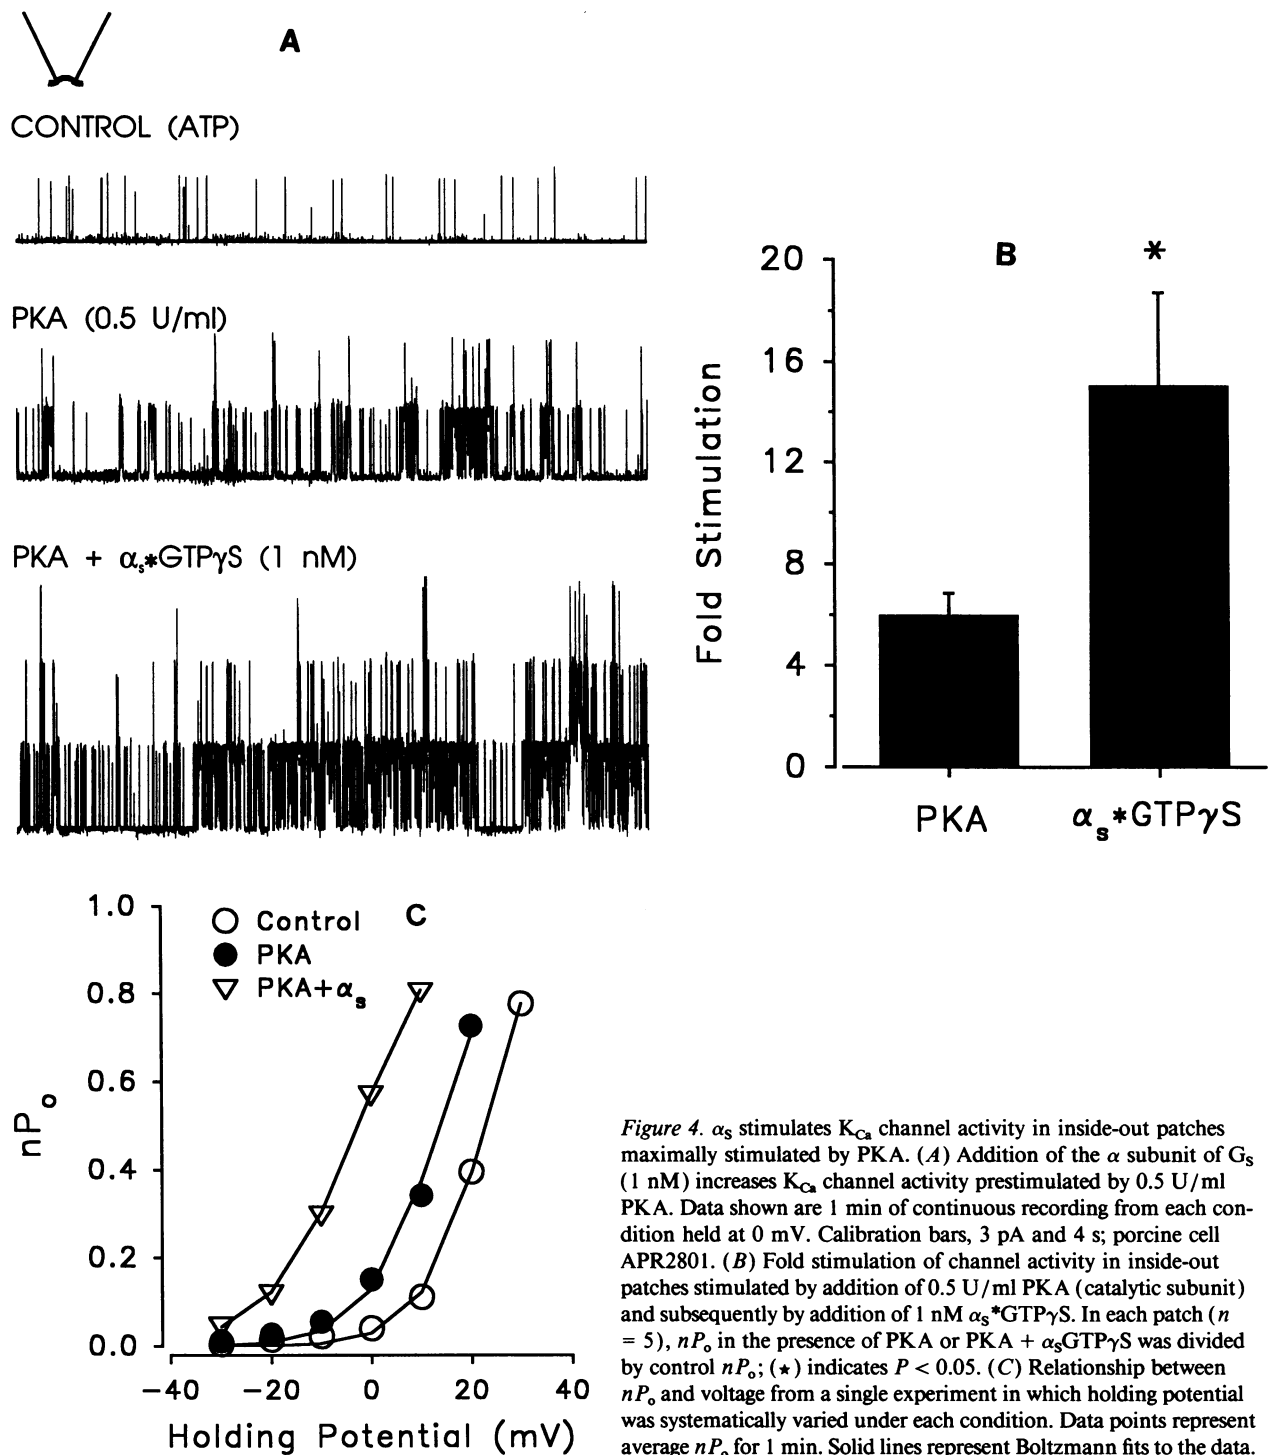 A
CONTROL (ATP)
PKA (0.5 U/ml)
PKA + αs*GTPγS (1 nM)
B
20
16
12
8
4
0
Fold Stimulation
*
PKA
αs*GTPγS
C
Control
PKA
PKA+αs
1.0
0.8
0.6
0.4
0.2
0.0
nPo
−40
−20
0
20
40
Holding Potential (mV)
Figure 4. αS stimulates KCa channel activity in inside-out patches
maximally stimulated by PKA. (A) Addition of the α subunit of GS
(1 nM) increases KCa channel activity prestimulated by 0.5 U/ml
PKA. Data shown are 1 min of continuous recording from each con-
dition held at 0 mV. Calibration bars, 3 pA and 4 s; porcine cell
APR2801. (B) Fold stimulation of channel activity in inside-out
patches stimulated by addition of 0.5 U/ml PKA (catalytic subunit)
and subsequently by addition of 1 nM αS*GTPγS. In each patch (n
= 5), nPo in the presence of PKA or PKA + αSGTPγS was divided
by control nPo; (*) indicates P < 0.05. (C) Relationship between
nPo and voltage from a single experiment in which holding potential
was systematically varied under each condition. Data points represent
average nPo for 1 min. Solid lines represent Boltzmann fits to the data.